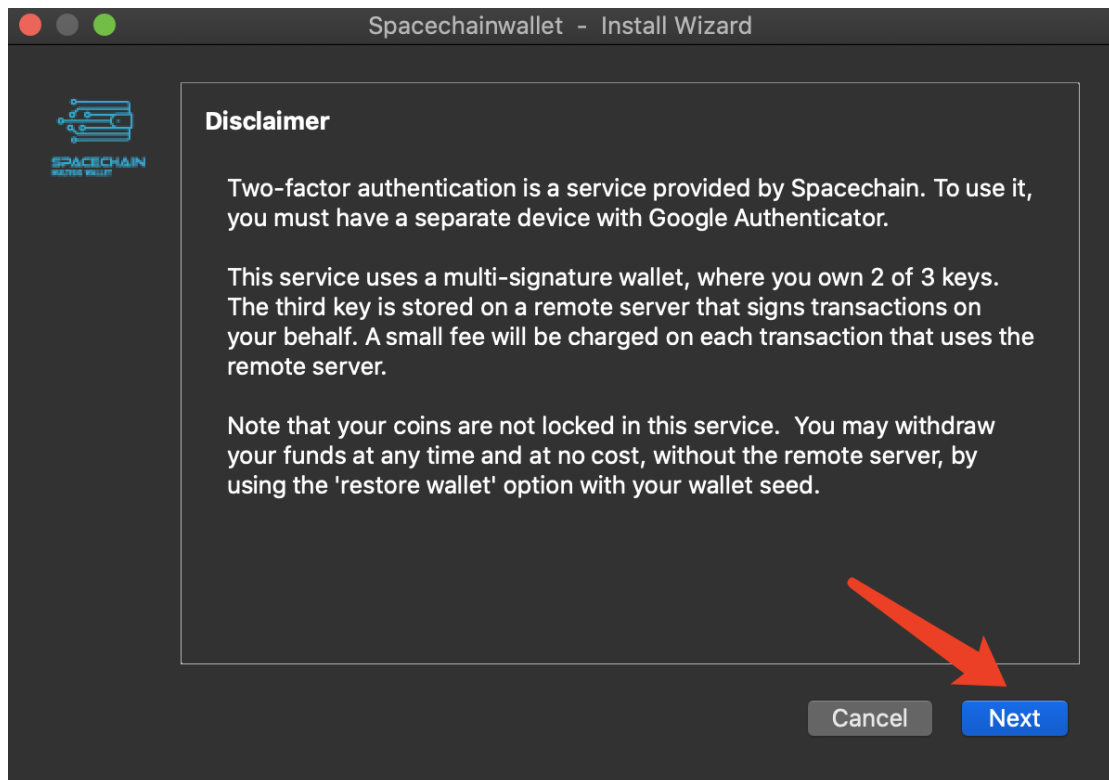 Spacechainwallet - Install Wizard
SPACECHAIN
MULTISIG WALLET
Disclaimer
Two-factor authentication is a service provided by Spacechain. To use it,
you must have a separate device with Google Authenticator.
This service uses a multi-signature wallet, where you own 2 of 3 keys.
The third key is stored on a remote server that signs transactions on
your behalf. A small fee will be charged on each transaction that uses the
remote server.
Note that your coins are not locked in this service.  You may withdraw
your funds at any time and at no cost, without the remote server, by
using the 'restore wallet' option with your wallet seed.
Cancel
Next